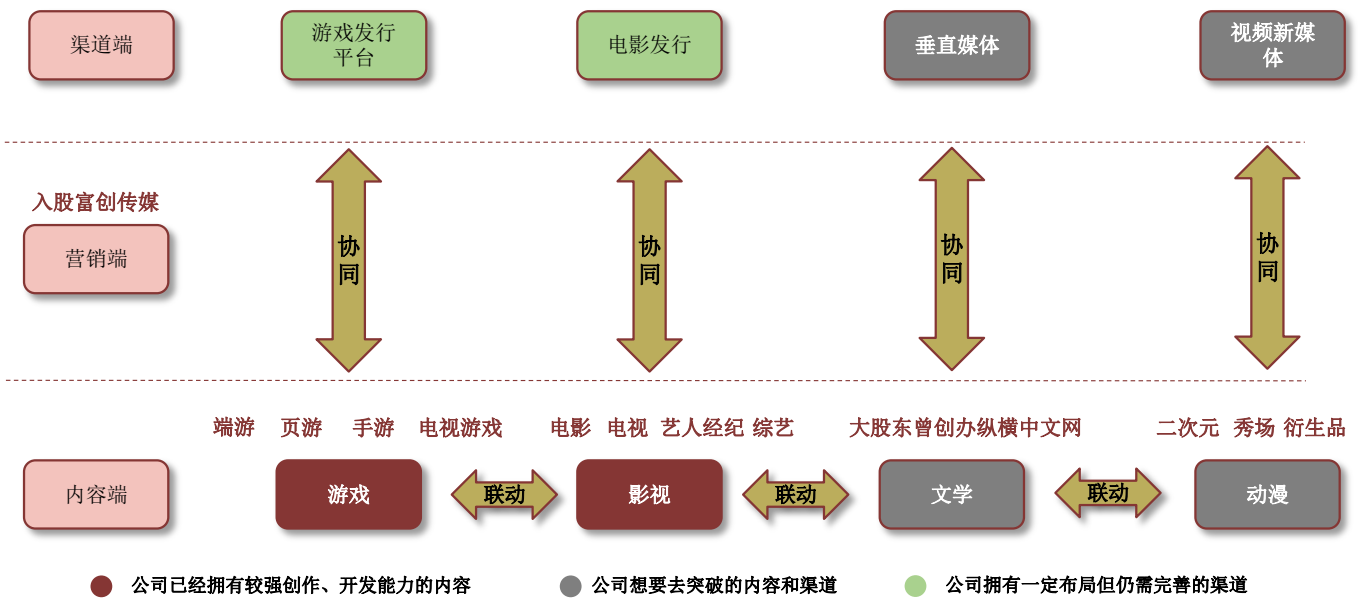 渠道端
游戏发行
平台
电影发行
垂直媒体
视频新媒
体
入股富创传媒
营销端
协
同
协
同
协
同
协
同
端游 页游 手游 电视游戏
电影 电视 艺人经纪 综艺
大股东曾创办纵横中文网
二次元 秀场 衍生品
内容端
游戏
联动
影视
联动
文学
联动
动漫
公司已经拥有较强创作、开发能力的内容
公司想要去突破的内容和渠道
公司拥有一定布局但仍需完善的渠道